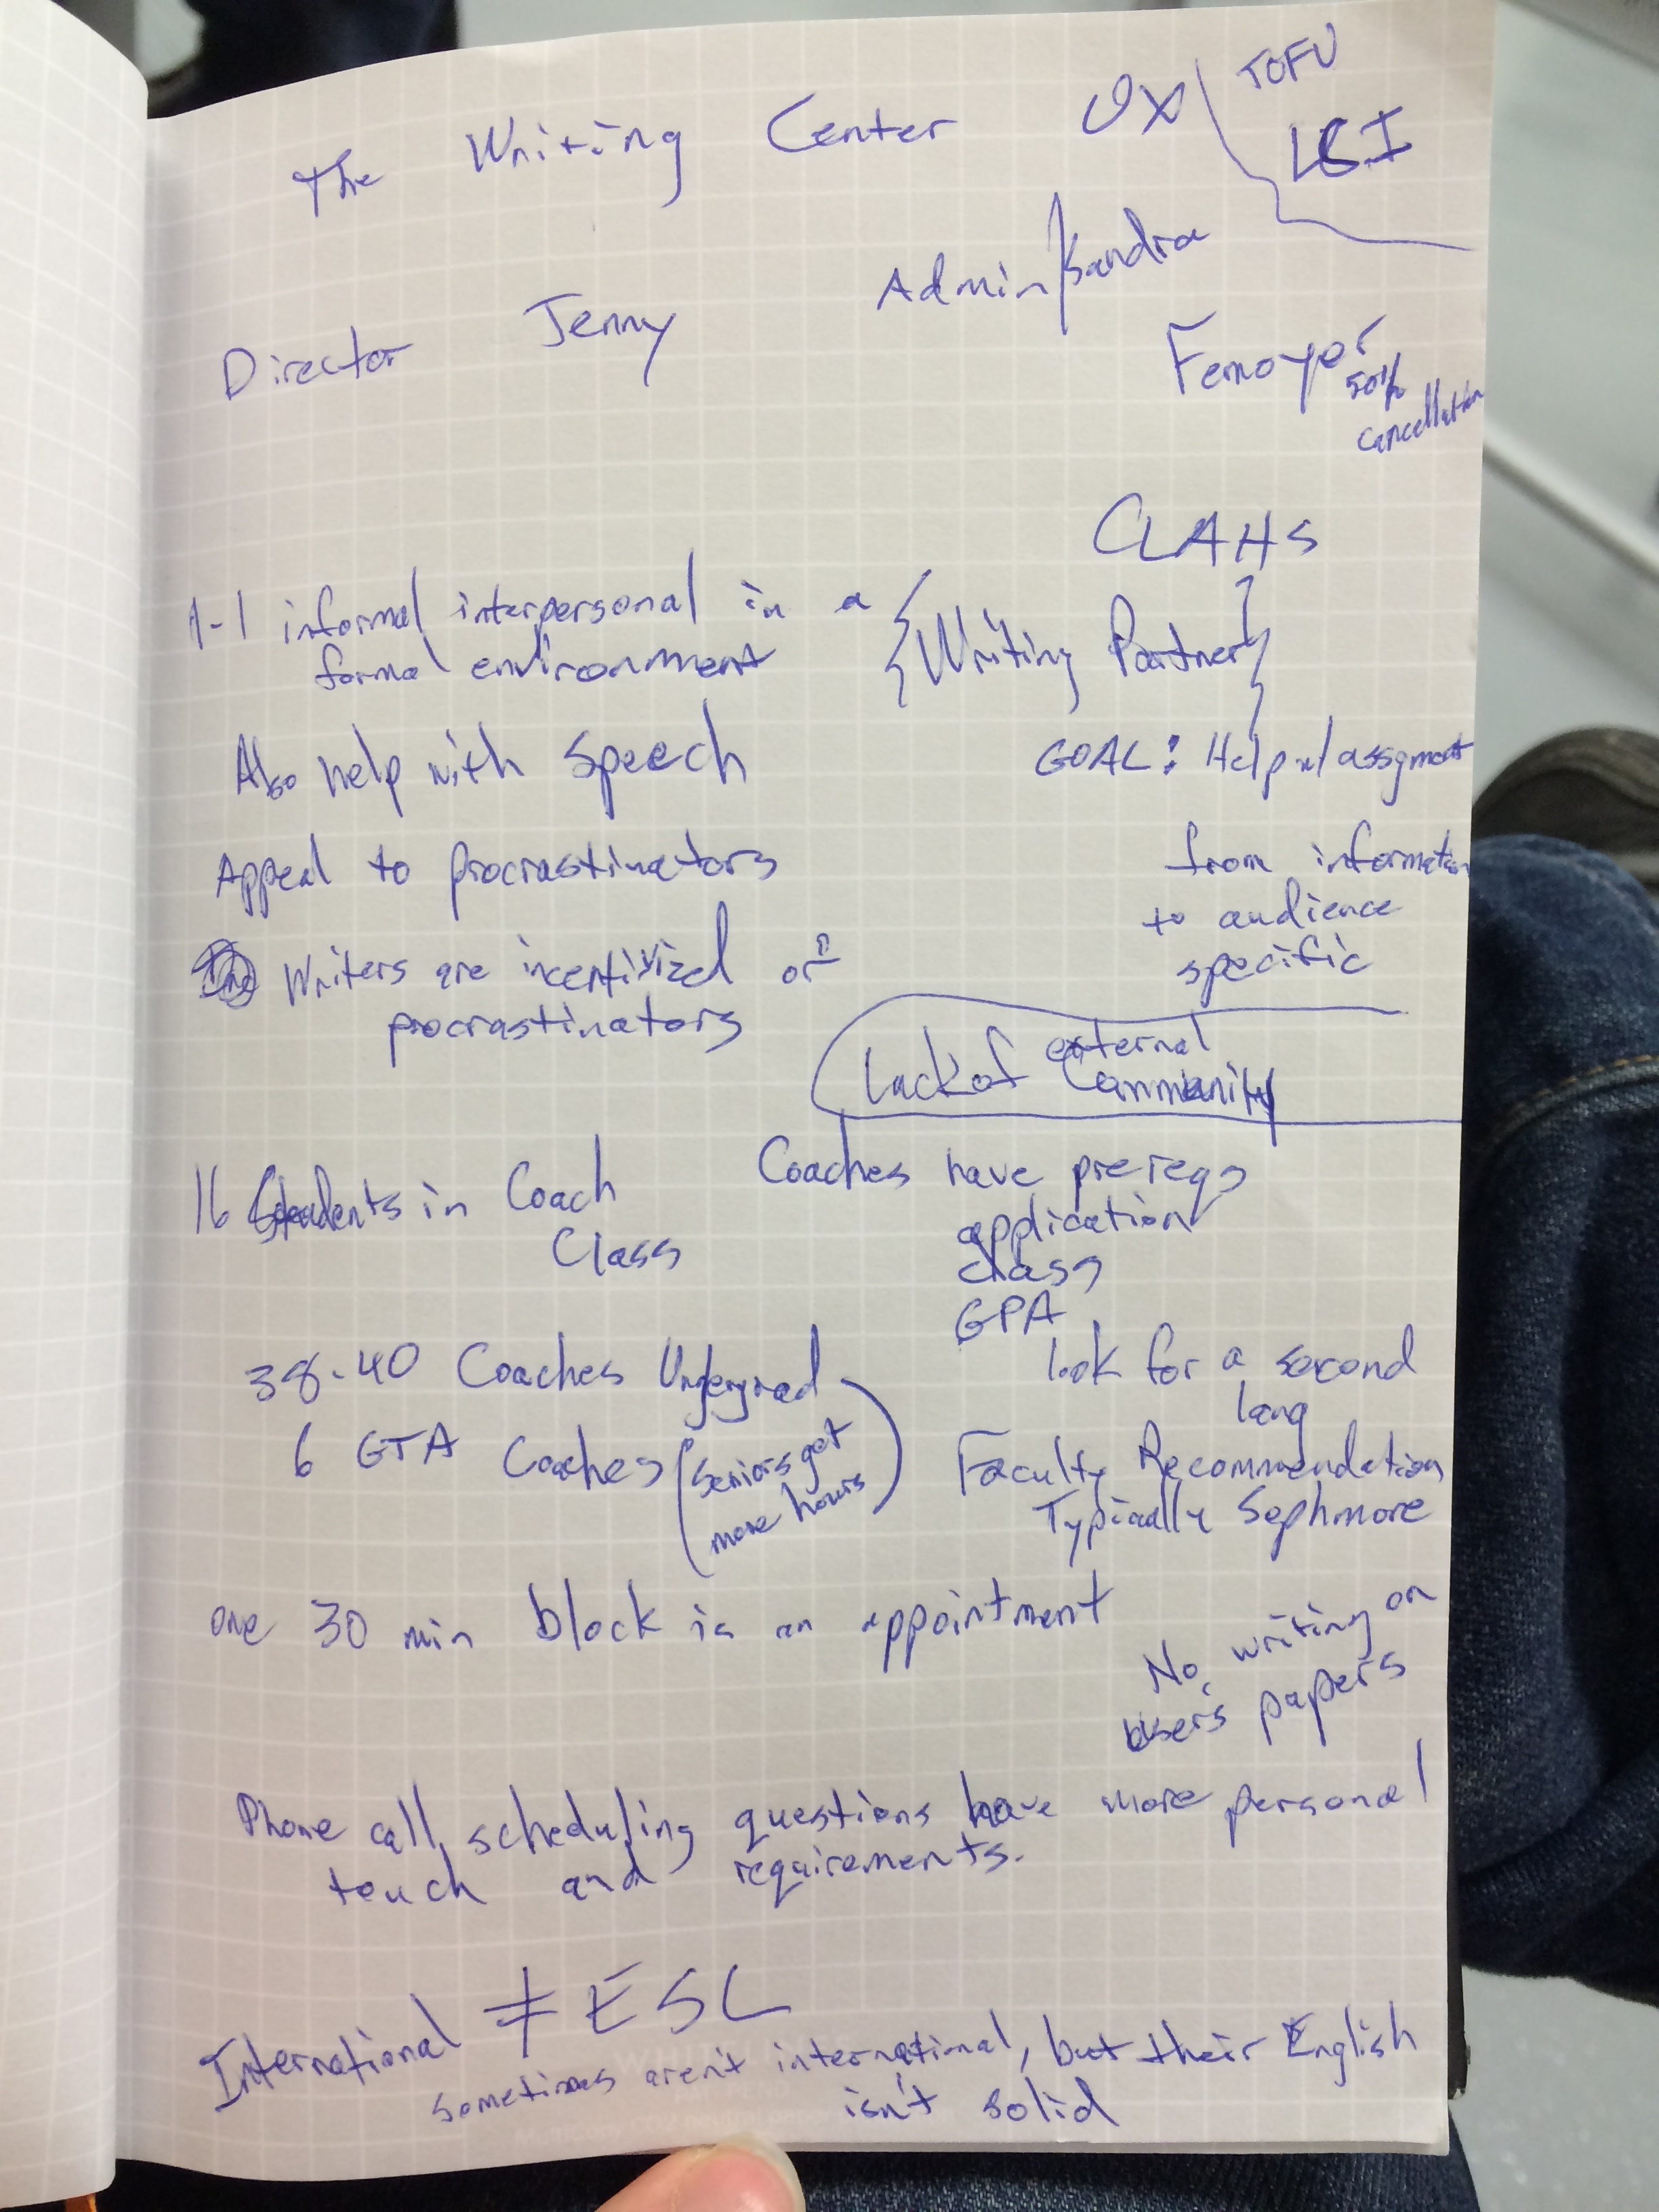 The Writing Center UX
TOFU
LCI
Director Jenny Admin/Sandra
Femoyer
50%
cancellation
CLAHS
1-1 informal interpersonal in a {Writing Partner}
formal environment
Also help with speech
GOAL: Help w/ assgment
from information
to audience
specific
Appeal to procrastinators
Writers are incentivized or
procrastinators
Lack of external
Community
16 Students in Coach
Class
Coaches have prereqs
application
class
GPA
look for a second
lang
Faculty Recommendation
Typically Sophmore
38-40 Coaches Undergrad
6 GTA Coaches (Seniors get
more hours)
one 30 min block is an appointment
No writing on
user's papers
Phone call, scheduling questions have more personal
touch and requirements.
International ≠ ESL
sometimes aren't international, but their English
isn't solid